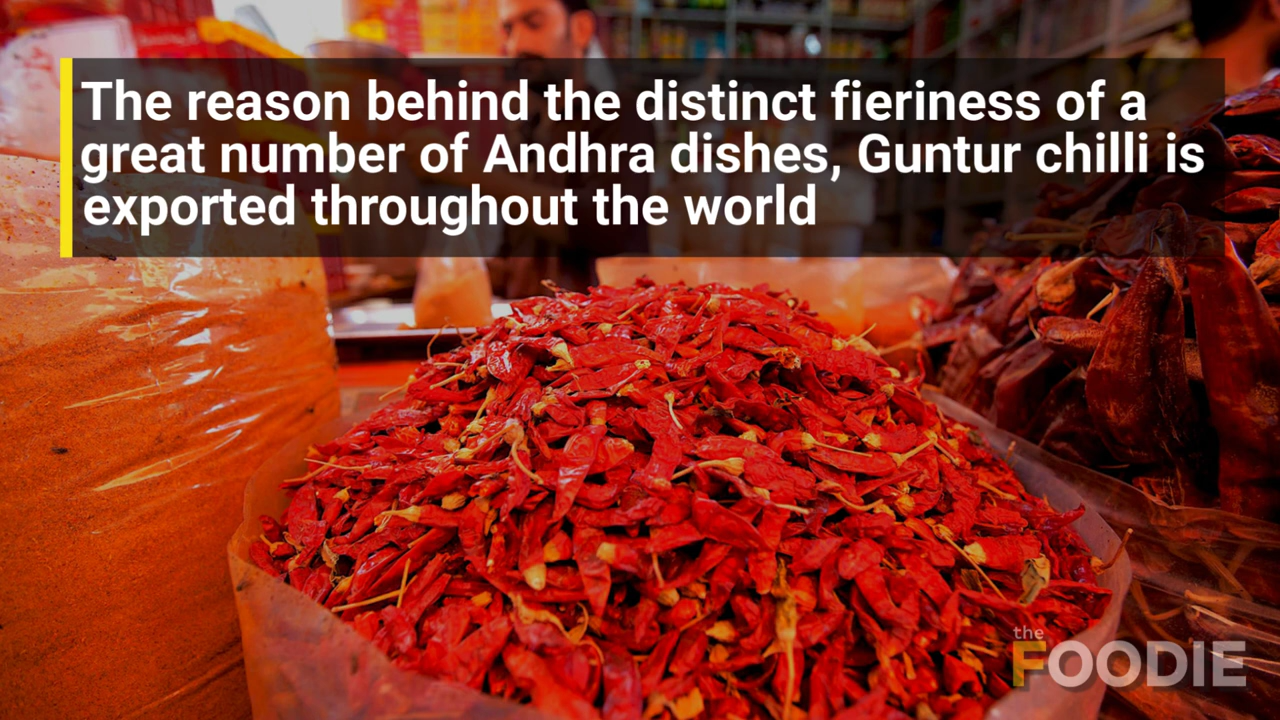 The reason behind the distinct fieriness of a
great number of Andhra dishes, Guntur chilli is
exported throughout the world
the
FOODIE